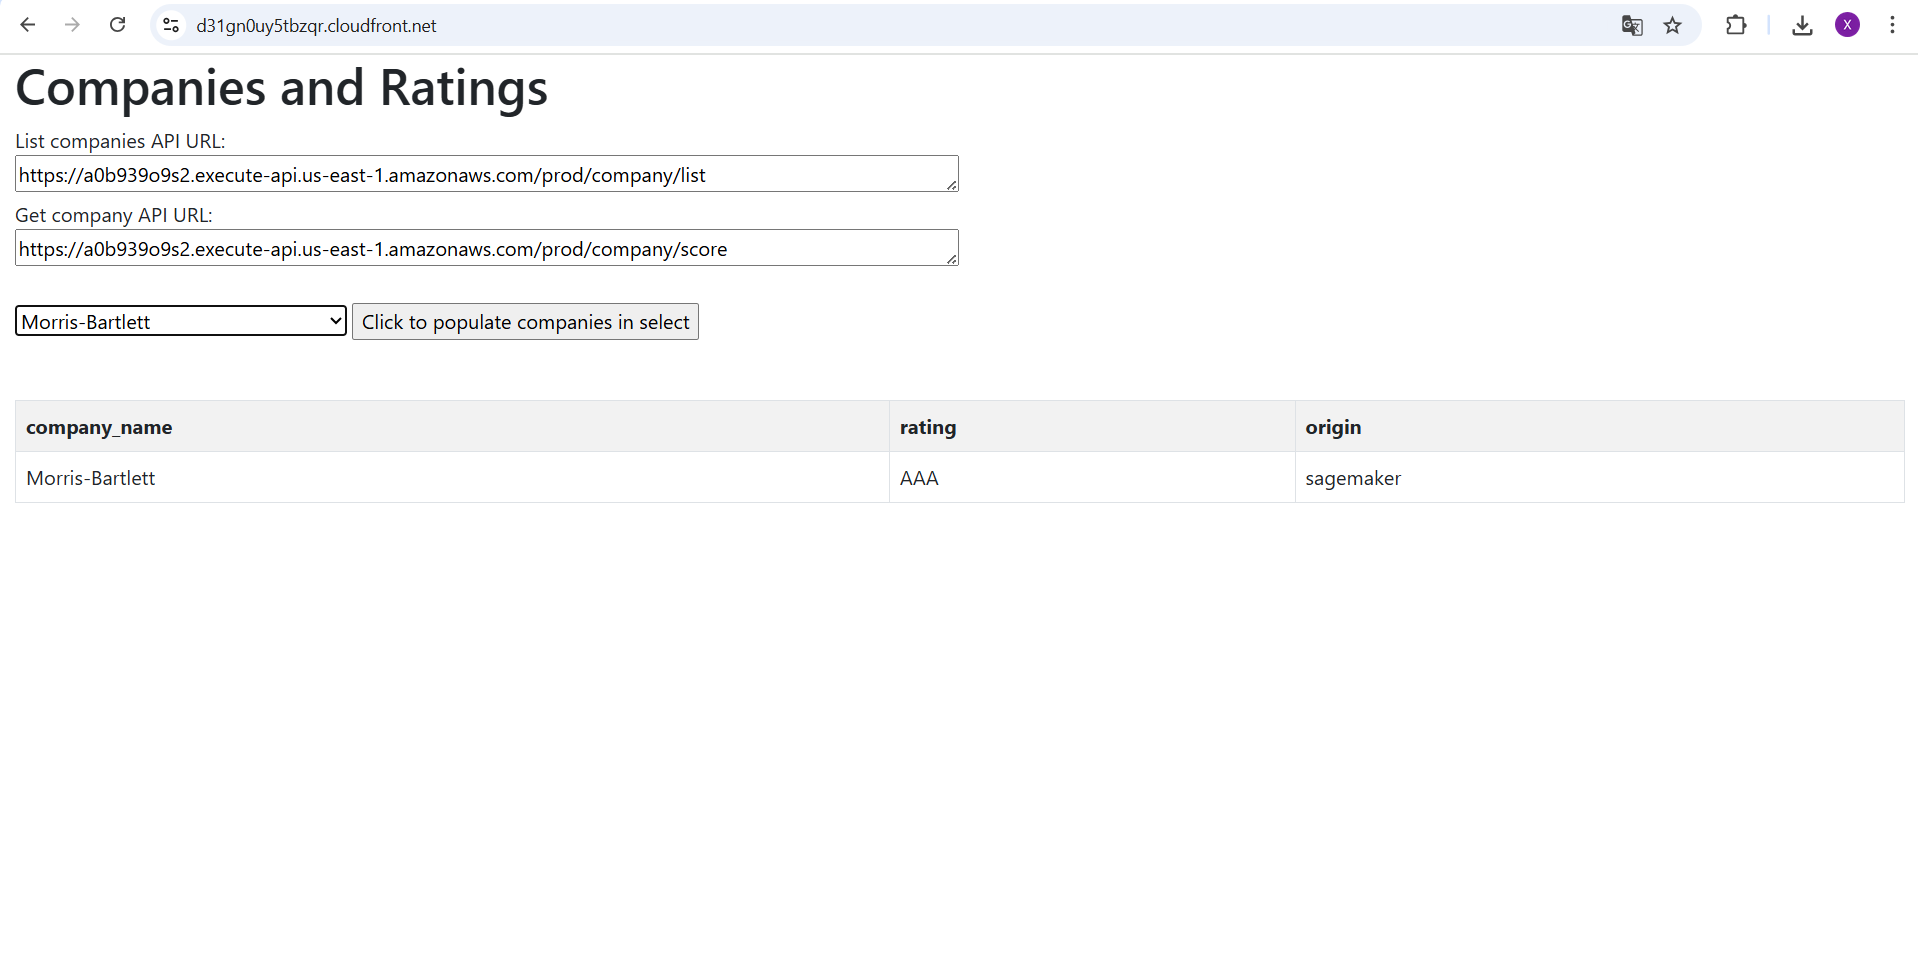 d31gn0uy5tbzqr.cloudfront.net
X
Companies and Ratings
List companies API URL:
https://a0b939o9s2.execute-api.us-east-1.amazonaws.com/prod/company/list
Get company API URL:
https://a0b939o9s2.execute-api.us-east-1.amazonaws.com/prod/company/score
Morris-Bartlett Click to populate companies in select
company_name rating origin
Morris-Bartlett AAA sagemaker